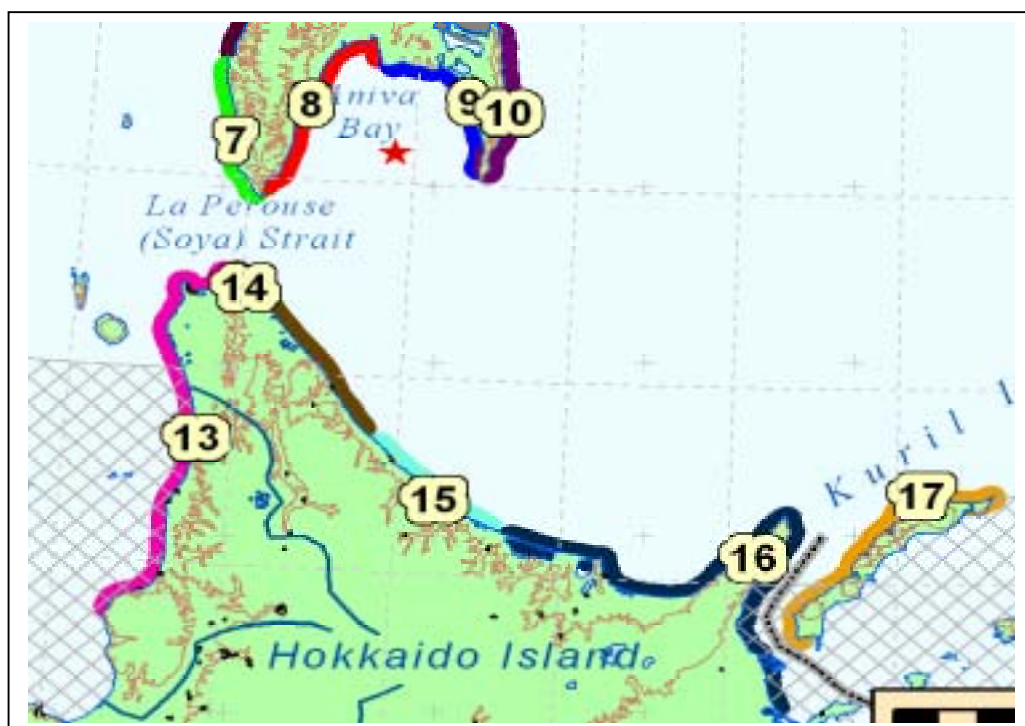 8
Aniva
9
10
7
Bay
La Perouse
(Soya) Strait
14
13
15
Kuril I
17
16
Hokkaido Island